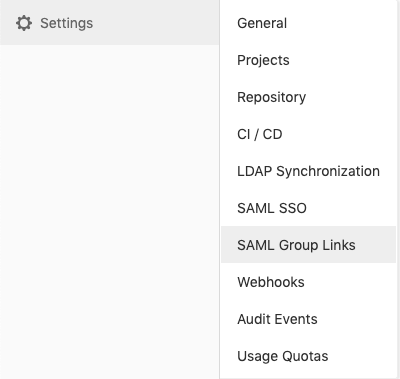 Settings
General
Projects
Repository
CI / CD
LDAP Synchronization
SAML SSO
SAML Group Links
Webhooks
Audit Events
Usage Quotas